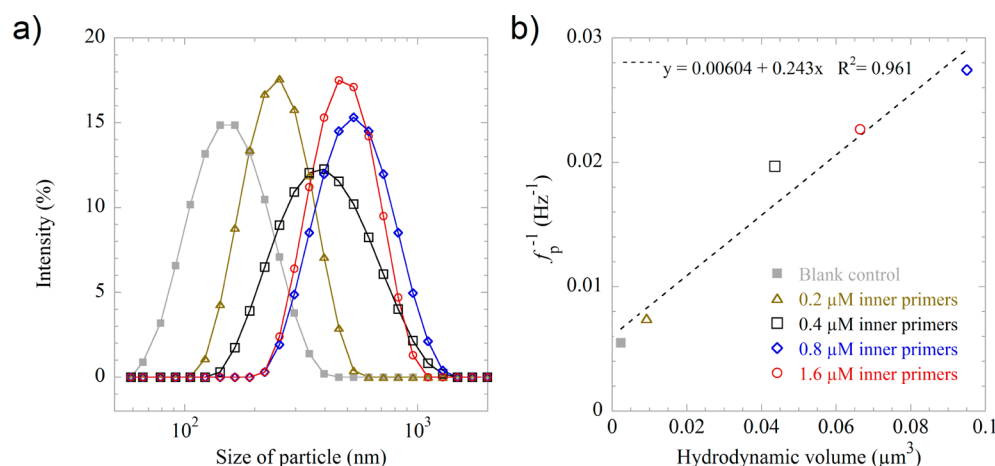 a)
20
15
10
5
0
Intensity (%)
10²
10³
Size of particle (nm)
b)
0.03
0.02
0.01
0
fp⁻¹ (Hz⁻¹)
y = 0.00604 + 0.243x R²= 0.961
Blank control
0.2 µM inner primers
0.4 µM inner primers
0.8 µM inner primers
1.6 µM inner primers
0 0.02 0.04 0.06 0.08 0.1
Hydrodynamic volume (µm³)